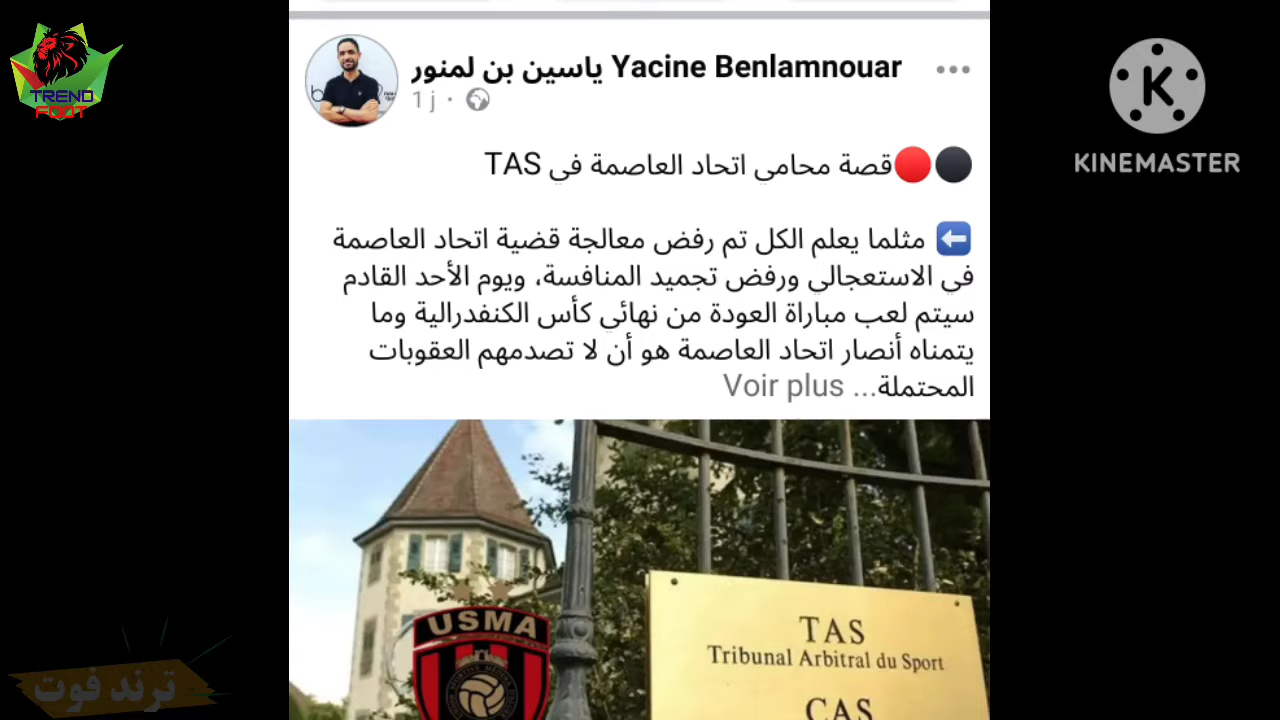 TREND
FOOT
ياسين بن لمنور Yacine Benlamnouar
1 j
K
KINEMASTER
قصة محامي اتحاد العاصمة في TAS
مثلما يعلم الكل تم رفض معالجة قضية اتحاد العاصمة
في الاستعجالي ورفض تجميد المنافسة، ويوم الأحد القادم
سيتم لعب مباراة العودة من نهائي كأس الكنفدرالية وما
يتمناه أنصار اتحاد العاصمة هو أن لا تصدمهم العقوبات
المحتملة... Voir plus
USMA
TAS
Tribunal Arbitral du Sport
CAS
ترند فوت